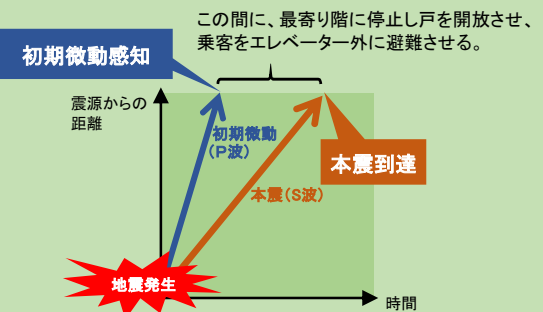 この間に、最寄り階に停止し戸を開放させ、
乗客をエレベーター外に避難させる。
初期微動感知
震源からの
距離
初期微動
（P波）
本震到達
本震（S波）
地震発生
時間